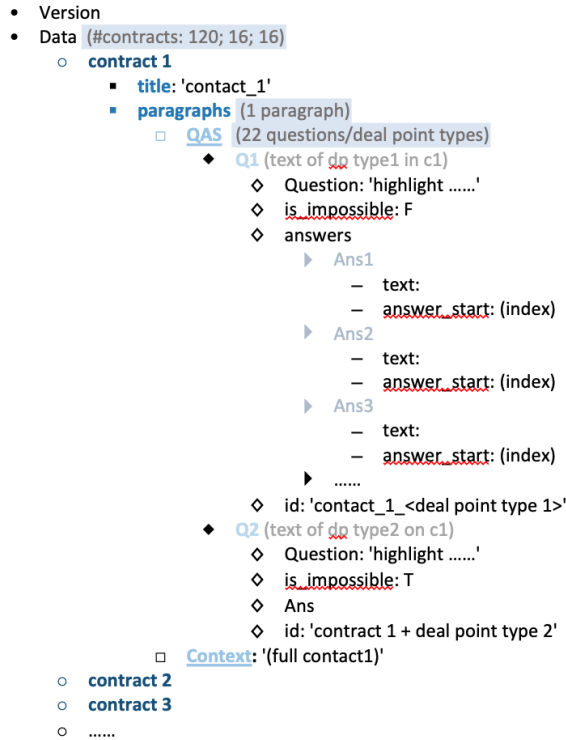 Version
Data (#contracts: 120; 16; 16)
contract 1
title: 'contact_1'
paragraphs (1 paragraph)
QAS (22 questions/deal point types)
Q1 (text of dp type1 in c1)
Question: 'highlight ......'
is_impossible: F
answers
Ans1
text:
answer_start: (index)
Ans2
text:
answer_start: (index)
Ans3
text:
answer_start: (index)
......
id: 'contact_1_<deal point type 1>'
Q2 (text of dp type2 on c1)
Question: 'highlight ......'
is_impossible: T
Ans
id: 'contract 1 + deal point type 2'
Context: '(full contact1)'
contract 2
contract 3
......